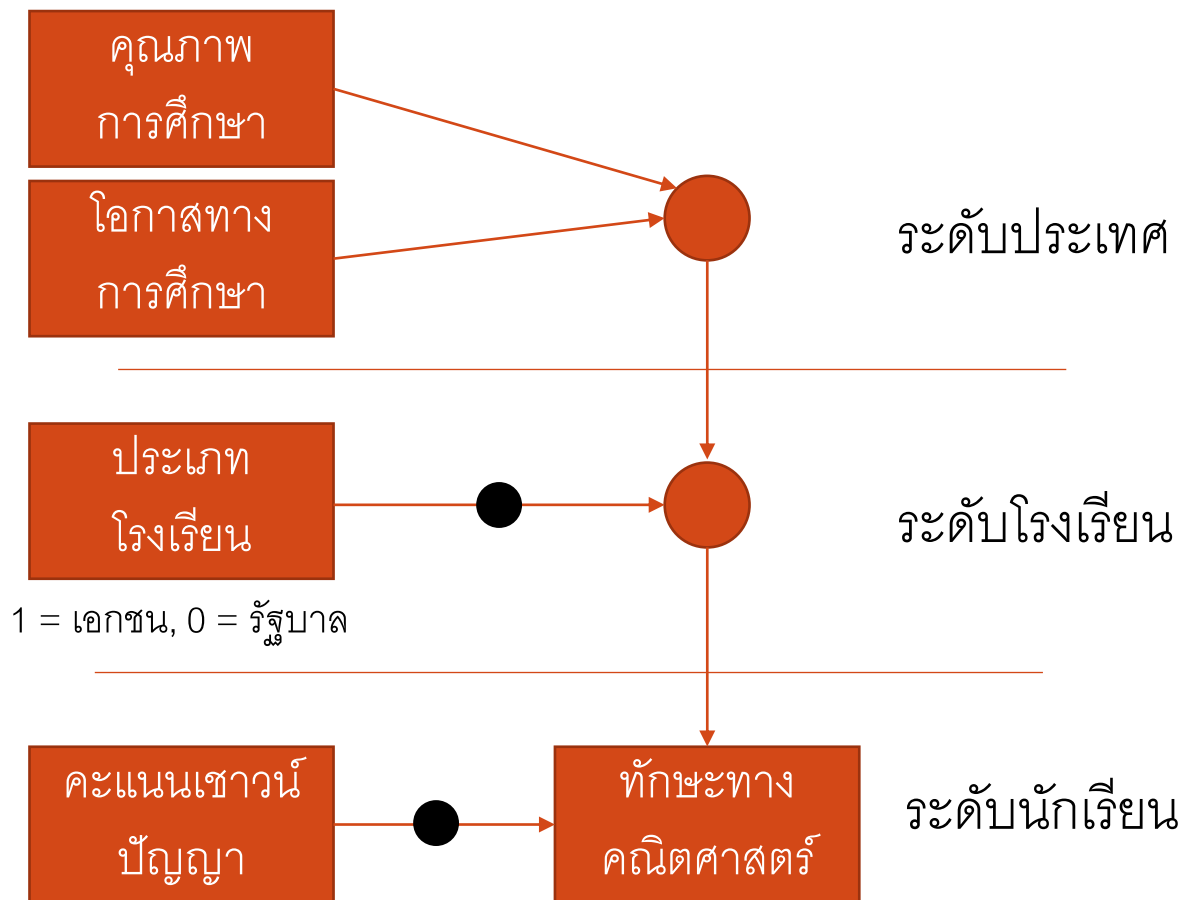 คุณภาพ
การศึกษา
โอกาสทาง
การศึกษา
ระดับประเทศ
ประเภท
โรงเรียน
ระดับโรงเรียน
1 = เอกชน, 0 = รัฐบาล
คะแนนเชาวน์
ปัญญา
ทักษะทาง
คณิตศาสตร์
ระดับนักเรียน